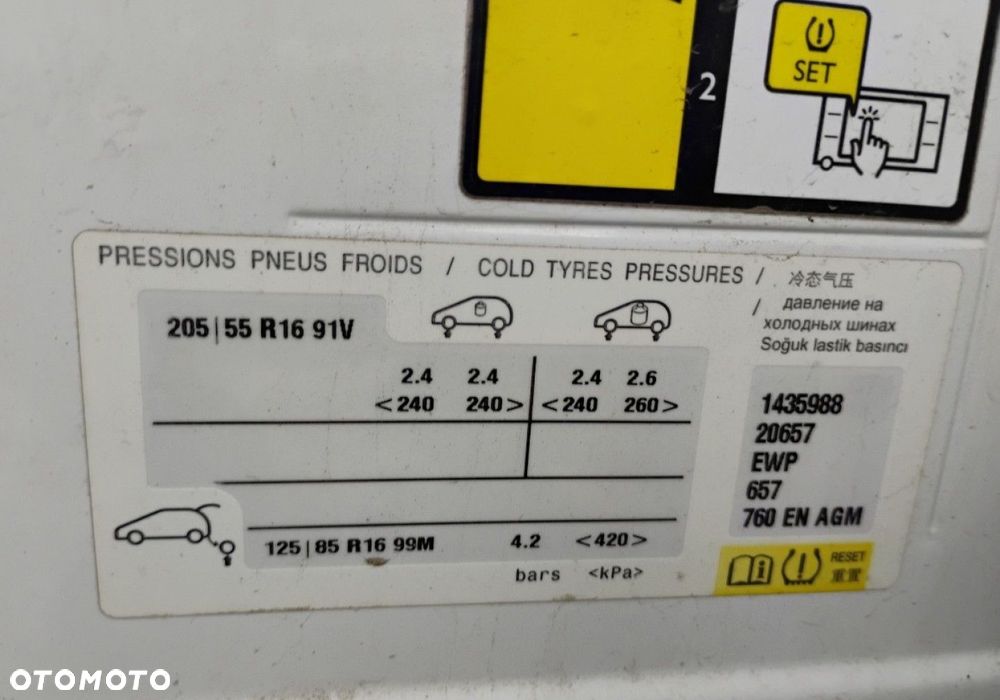 2
SET
PRESSIONS PNEUS FROIDS / COLD TYRES PRESSURES / 冷态气压
/ давление на
холодных шинах
Soğuk lastik basıncı
205|55 R16 91V
2.4 2.4 2.4 2.6
<240 240> <240 260>
125|85 R16 99M 4.2 <420>
bars <kPa>
1435988
20657
EWP
657
760 EN AGM
RESET
重置
OTOMOTO